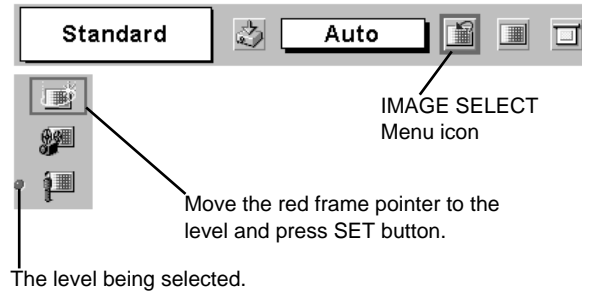 Standard
Auto
IMAGE SELECT
Menu icon
Move the red frame pointer to the
level and press SET button.
The level being selected.